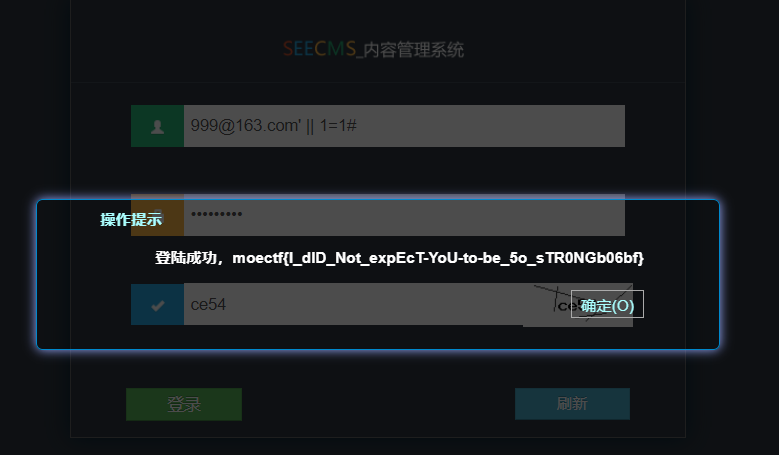 SEECMS_内容管理系统
999@163.com' || 1=1#
操作提示
•••••••••
登陆成功，moectf{I_dID_Not_expEcT-YoU-to-be_5o_sTR0NGb06bf}
ce54
确定(O)
登录
刷新